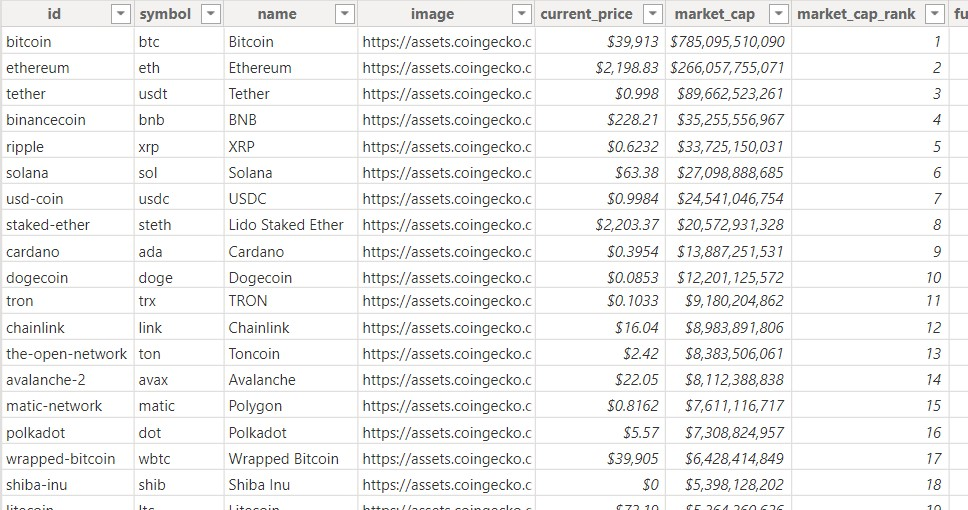 id symbol name image current_price market_cap market_cap_rank fu
bitcoin btc Bitcoin https://assets.coingecko.c $39,913 $785,095,510,090 1
ethereum eth Ethereum https://assets.coingecko.c $2,198.83 $266,057,755,071 2
tether usdt Tether https://assets.coingecko.c $0.998 $89,662,523,261 3
binancecoin bnb BNB https://assets.coingecko.c $228.21 $35,255,556,967 4
ripple xrp XRP https://assets.coingecko.c $0.6232 $33,725,150,031 5
solana sol Solana https://assets.coingecko.c $63.38 $27,098,888,685 6
usd-coin usdc USDC https://assets.coingecko.c $0.9984 $24,541,046,754 7
staked-ether steth Lido Staked Ether https://assets.coingecko.c $2,203.37 $20,572,931,328 8
cardano ada Cardano https://assets.coingecko.c $0.3954 $13,887,251,531 9
dogecoin doge Dogecoin https://assets.coingecko.c $0.0853 $12,201,125,572 10
tron trx TRON https://assets.coingecko.c $0.1033 $9,180,204,862 11
chainlink link Chainlink https://assets.coingecko.c $16.04 $8,983,891,806 12
the-open-network ton Toncoin https://assets.coingecko.c $2.42 $8,383,506,061 13
avalanche-2 avax Avalanche https://assets.coingecko.c $22.05 $8,112,388,838 14
matic-network matic Polygon https://assets.coingecko.c $0.8162 $7,611,116,717 15
polkadot dot Polkadot https://assets.coingecko.c $5.57 $7,308,824,957 16
wrapped-bitcoin wbtc Wrapped Bitcoin https://assets.coingecko.c $39,905 $6,428,414,849 17
shiba-inu shib Shiba Inu https://assets.coingecko.c $0 $5,398,128,202 18
litecoin ltc Litecoin https://assets.coingecko.c 19